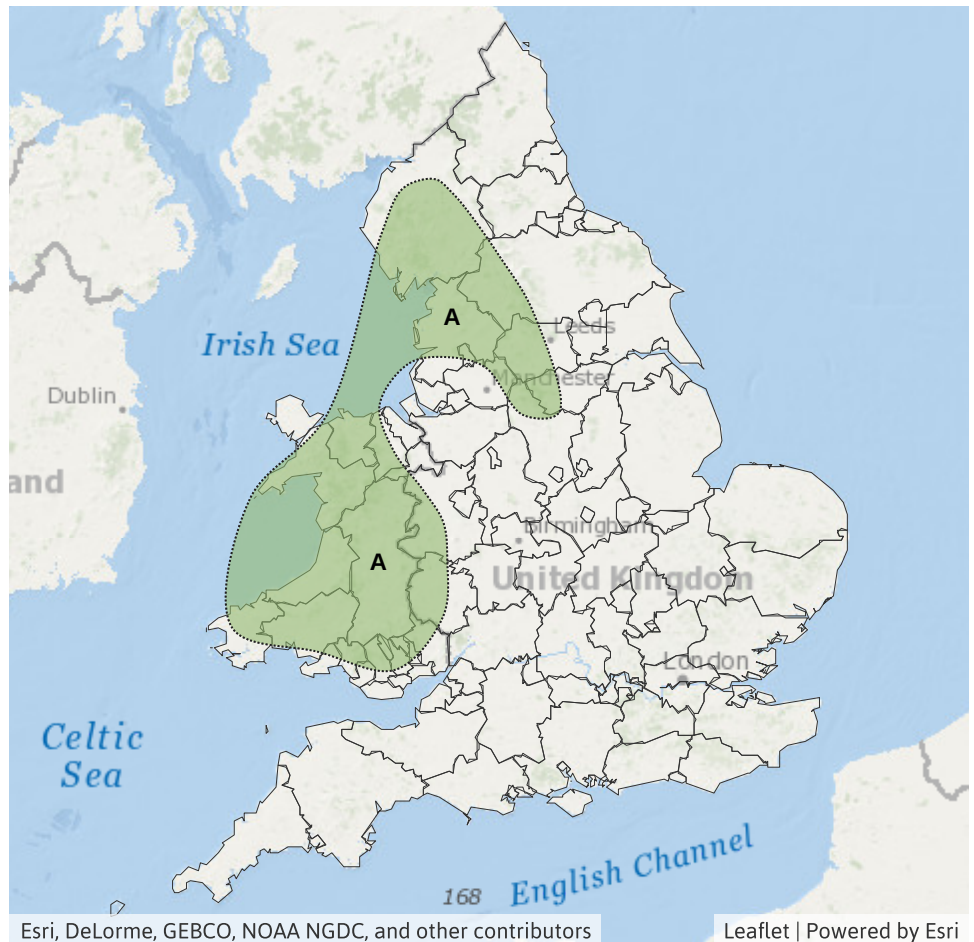 A
Leeds
Irish Sea
Manchester
Dublin
and
Birmingham
A
United Kingdom
London
Celtic
Sea
English Channel
168
Esri, DeLorme, GEBCO, NOAA NGDC, and other contributors
Leaflet | Powered by Esri